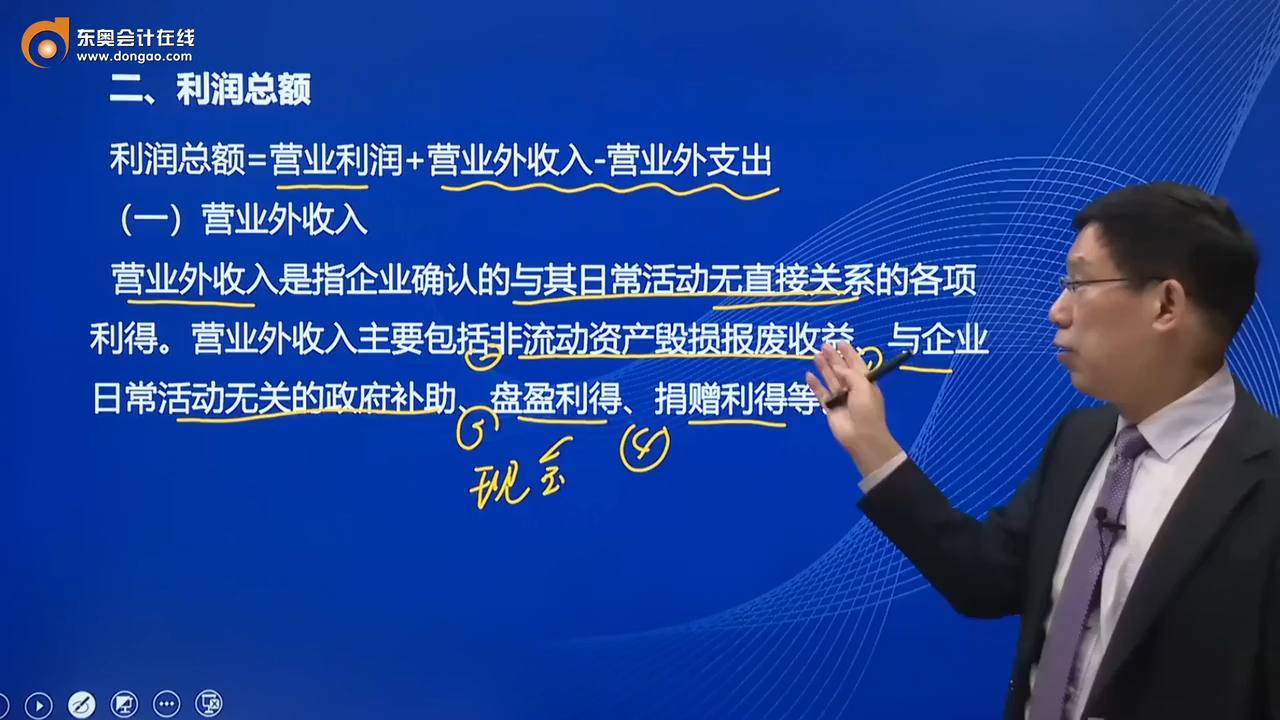 东奥会计在线
www.dongao.com
二、利润总额
利润总额=营业利润+营业外收入-营业外支出
（一）营业外收入
营业外收入是指企业确认的与其日常活动无直接关系的各项
利得。营业外收入主要包括非流动资产毁损报废收益、与企业
日常活动无关的政府补助、盘盈利得、捐赠利得等
③
④
现金